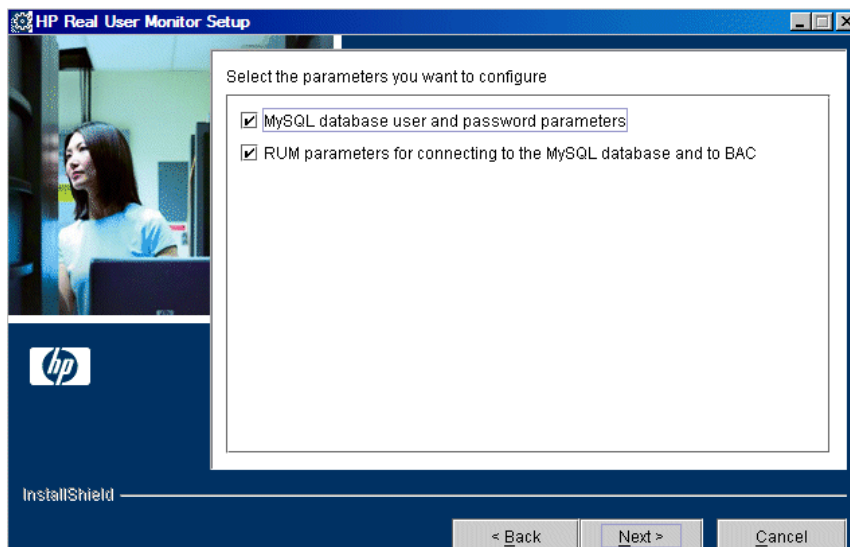 HP Real User Monitor Setup
Select the parameters you want to configure
MySQL database user and password parameters
RUM parameters for connecting to the MySQL database and to BAC
hp
InstallShield
< Back
Next >
Cancel